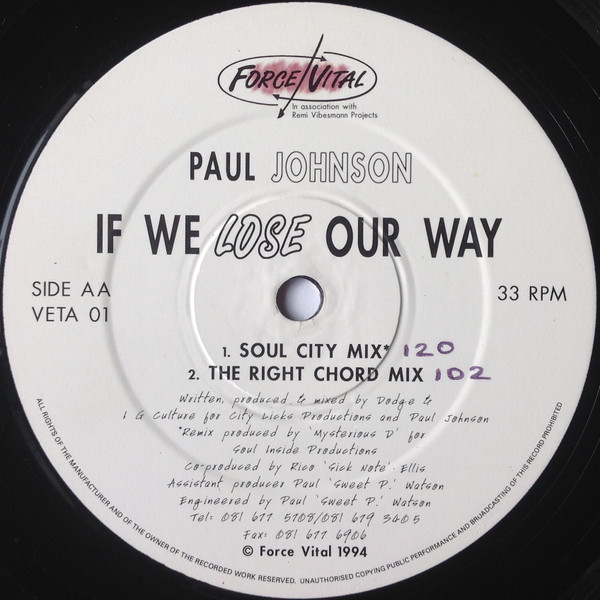 FORCE VITAL
In association with
Remi Vibesmann Projects
PAUL JOHNSON
IF WE LOSE OUR WAY
SIDE AA
VETA 01
33 RPM
1. SOUL CITY MIX* 120
2. THE RIGHT CHORD MIX 102
Written, produced & mixed by Dodge &
I G Culture for City Licks Productions and Paul Johnson
*Remix produced by 'Mysterious D' for
Soul Inside Productions
Co-produced by Rico 'Sick Note' Ellis
Assistant producer Paul 'Sweet P.' Watson
Engineered by Paul 'Sweet P.' Watson
Tel: 081 677 5108/081 679 3405
Fax: 081 677 6906
© Force Vital 1994
ALL RIGHTS OF THE MANUFACTURER AND OF THE OWNER OF THE RECORDED WORK RESERVED. UNAUTHORISED COPYING PUBLIC PERFORMANCE AND BROADCASTING OF THIS RECORD PROHIBITED